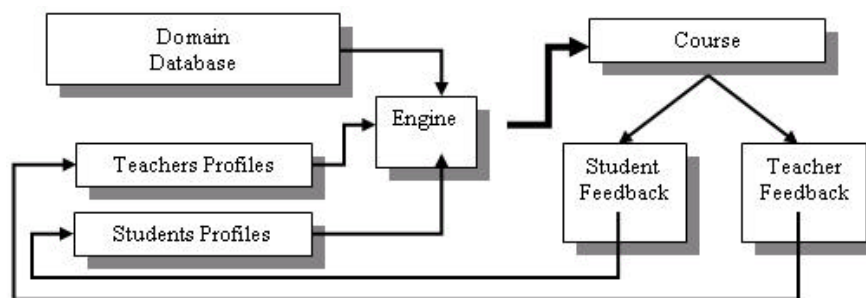 Domain
Database
Course
Engine
Teachers Profiles
Student
Feedback
Teacher
Feedback
Students Profiles